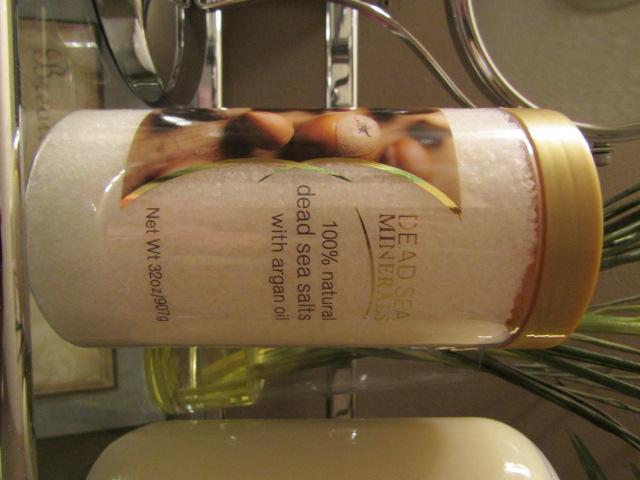 DEAD SEA
MINERALS
100% natural
dead sea salts
with argan oil
Net Wt 32oz/907g